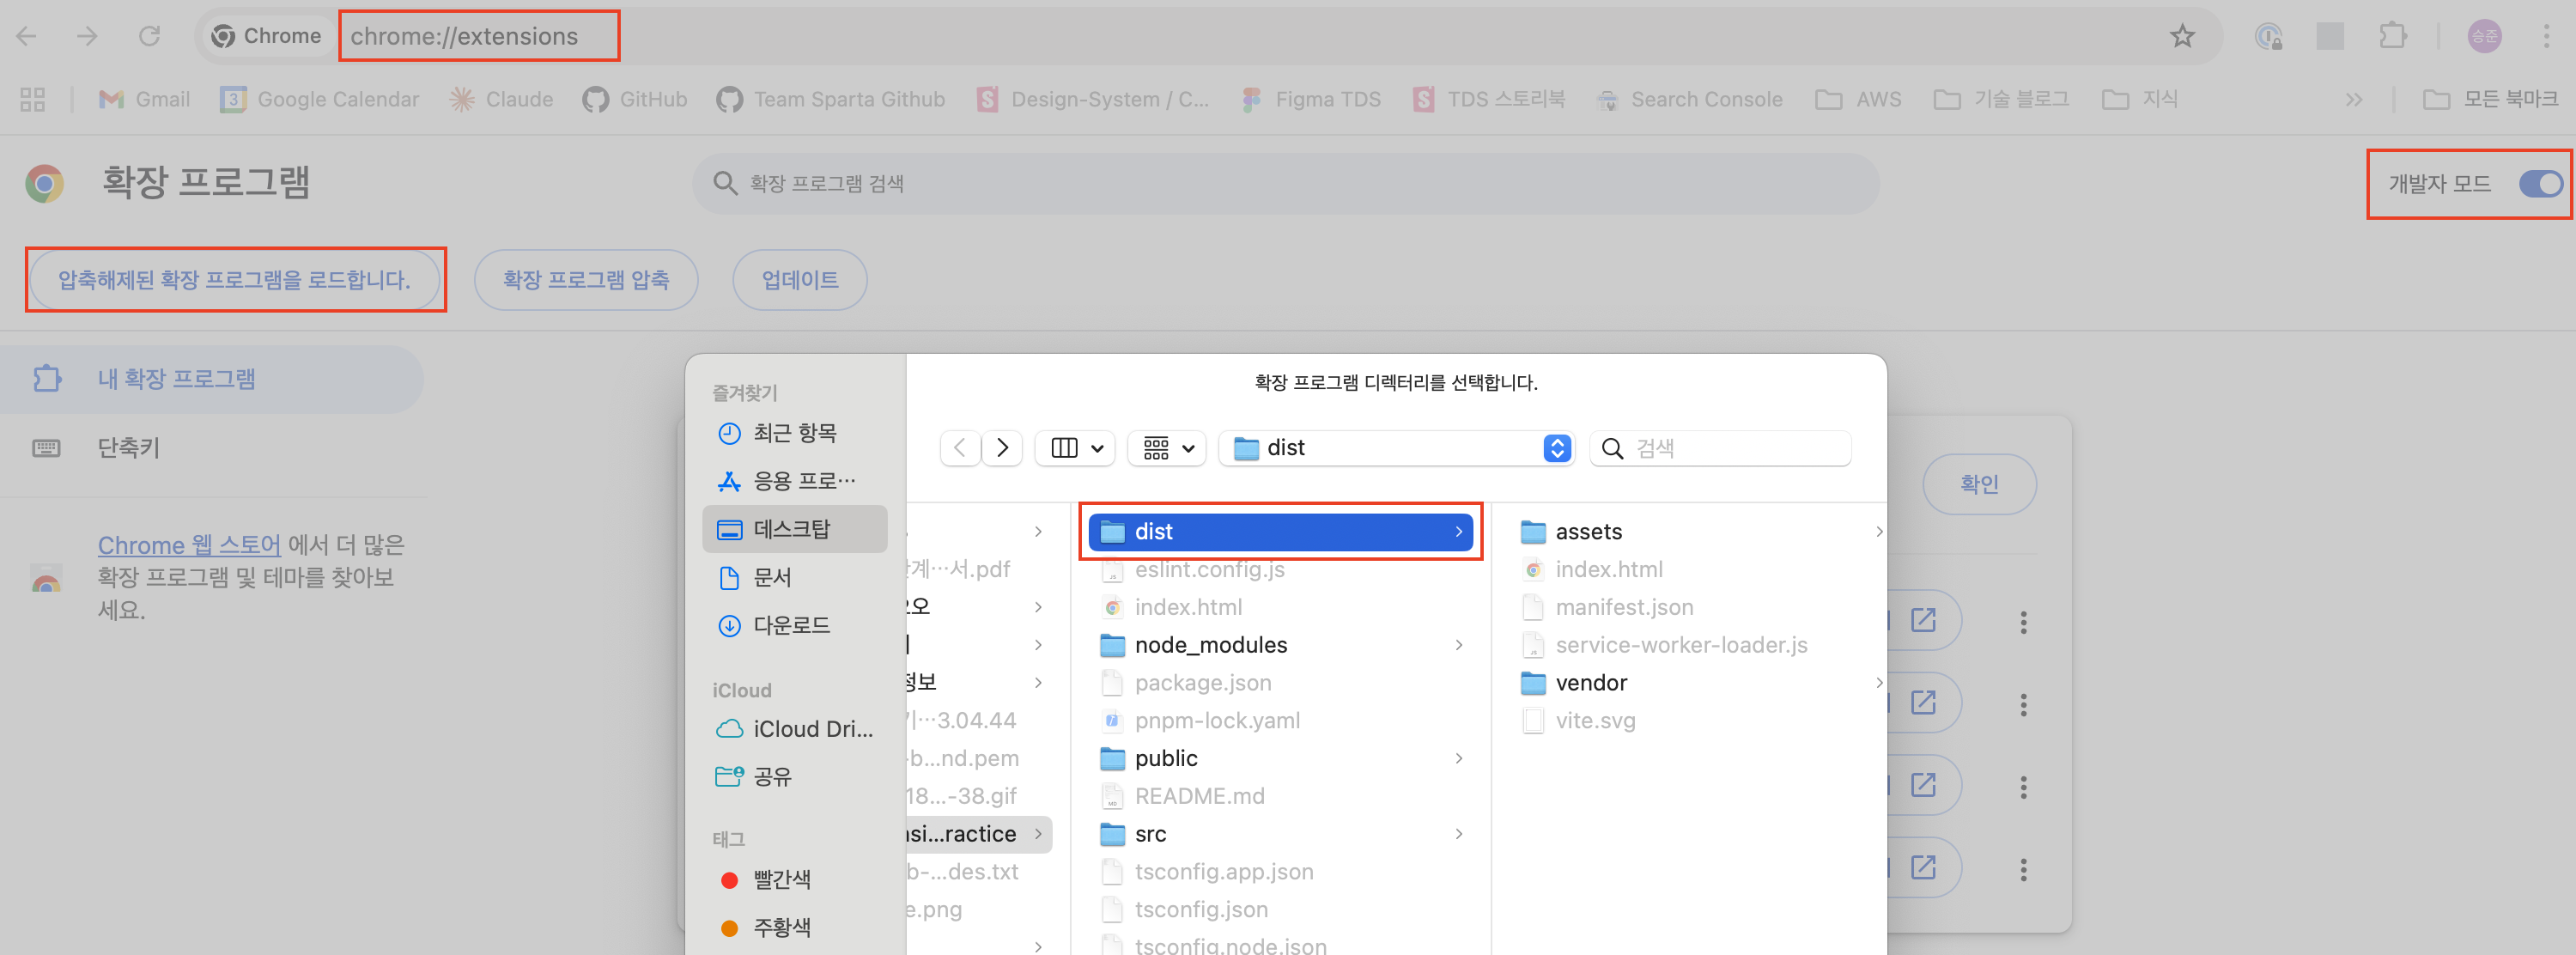 Chrome
chrome://extensions
승준
Gmail
Google Calendar
Claude
GitHub
Team Sparta Github
Design-System / C...
Figma TDS
TDS 스토리북
Search Console
AWS
기술 블로그
지식
모든 북마크
확장 프로그램
확장 프로그램 검색
개발자 모드
압축해제된 확장 프로그램을 로드합니다.
확장 프로그램 압축
업데이트
내 확장 프로그램
단축키
Chrome 웹 스토어 에서 더 많은
확장 프로그램 및 테마를 찾아보
세요.
확장 프로그램 디렉터리를 선택합니다.
dist
검색
확인
즐겨찾기
최근 항목
응용 프로…
데스크탑
문서
다운로드
iCloud
iCloud Dri...
공유
태그
빨간색
주황색
…서.pdf
정보
…3.04.44
-b...nd.pem
18...-38.gif
si...ractice
b-...des.txt
e.png
dist
eslint.config.js
index.html
node_modules
package.json
pnpm-lock.yaml
public
README.md
src
tsconfig.app.json
tsconfig.json
tsconfig.node.json
assets
index.html
manifest.json
service-worker-loader.js
vendor
vite.svg